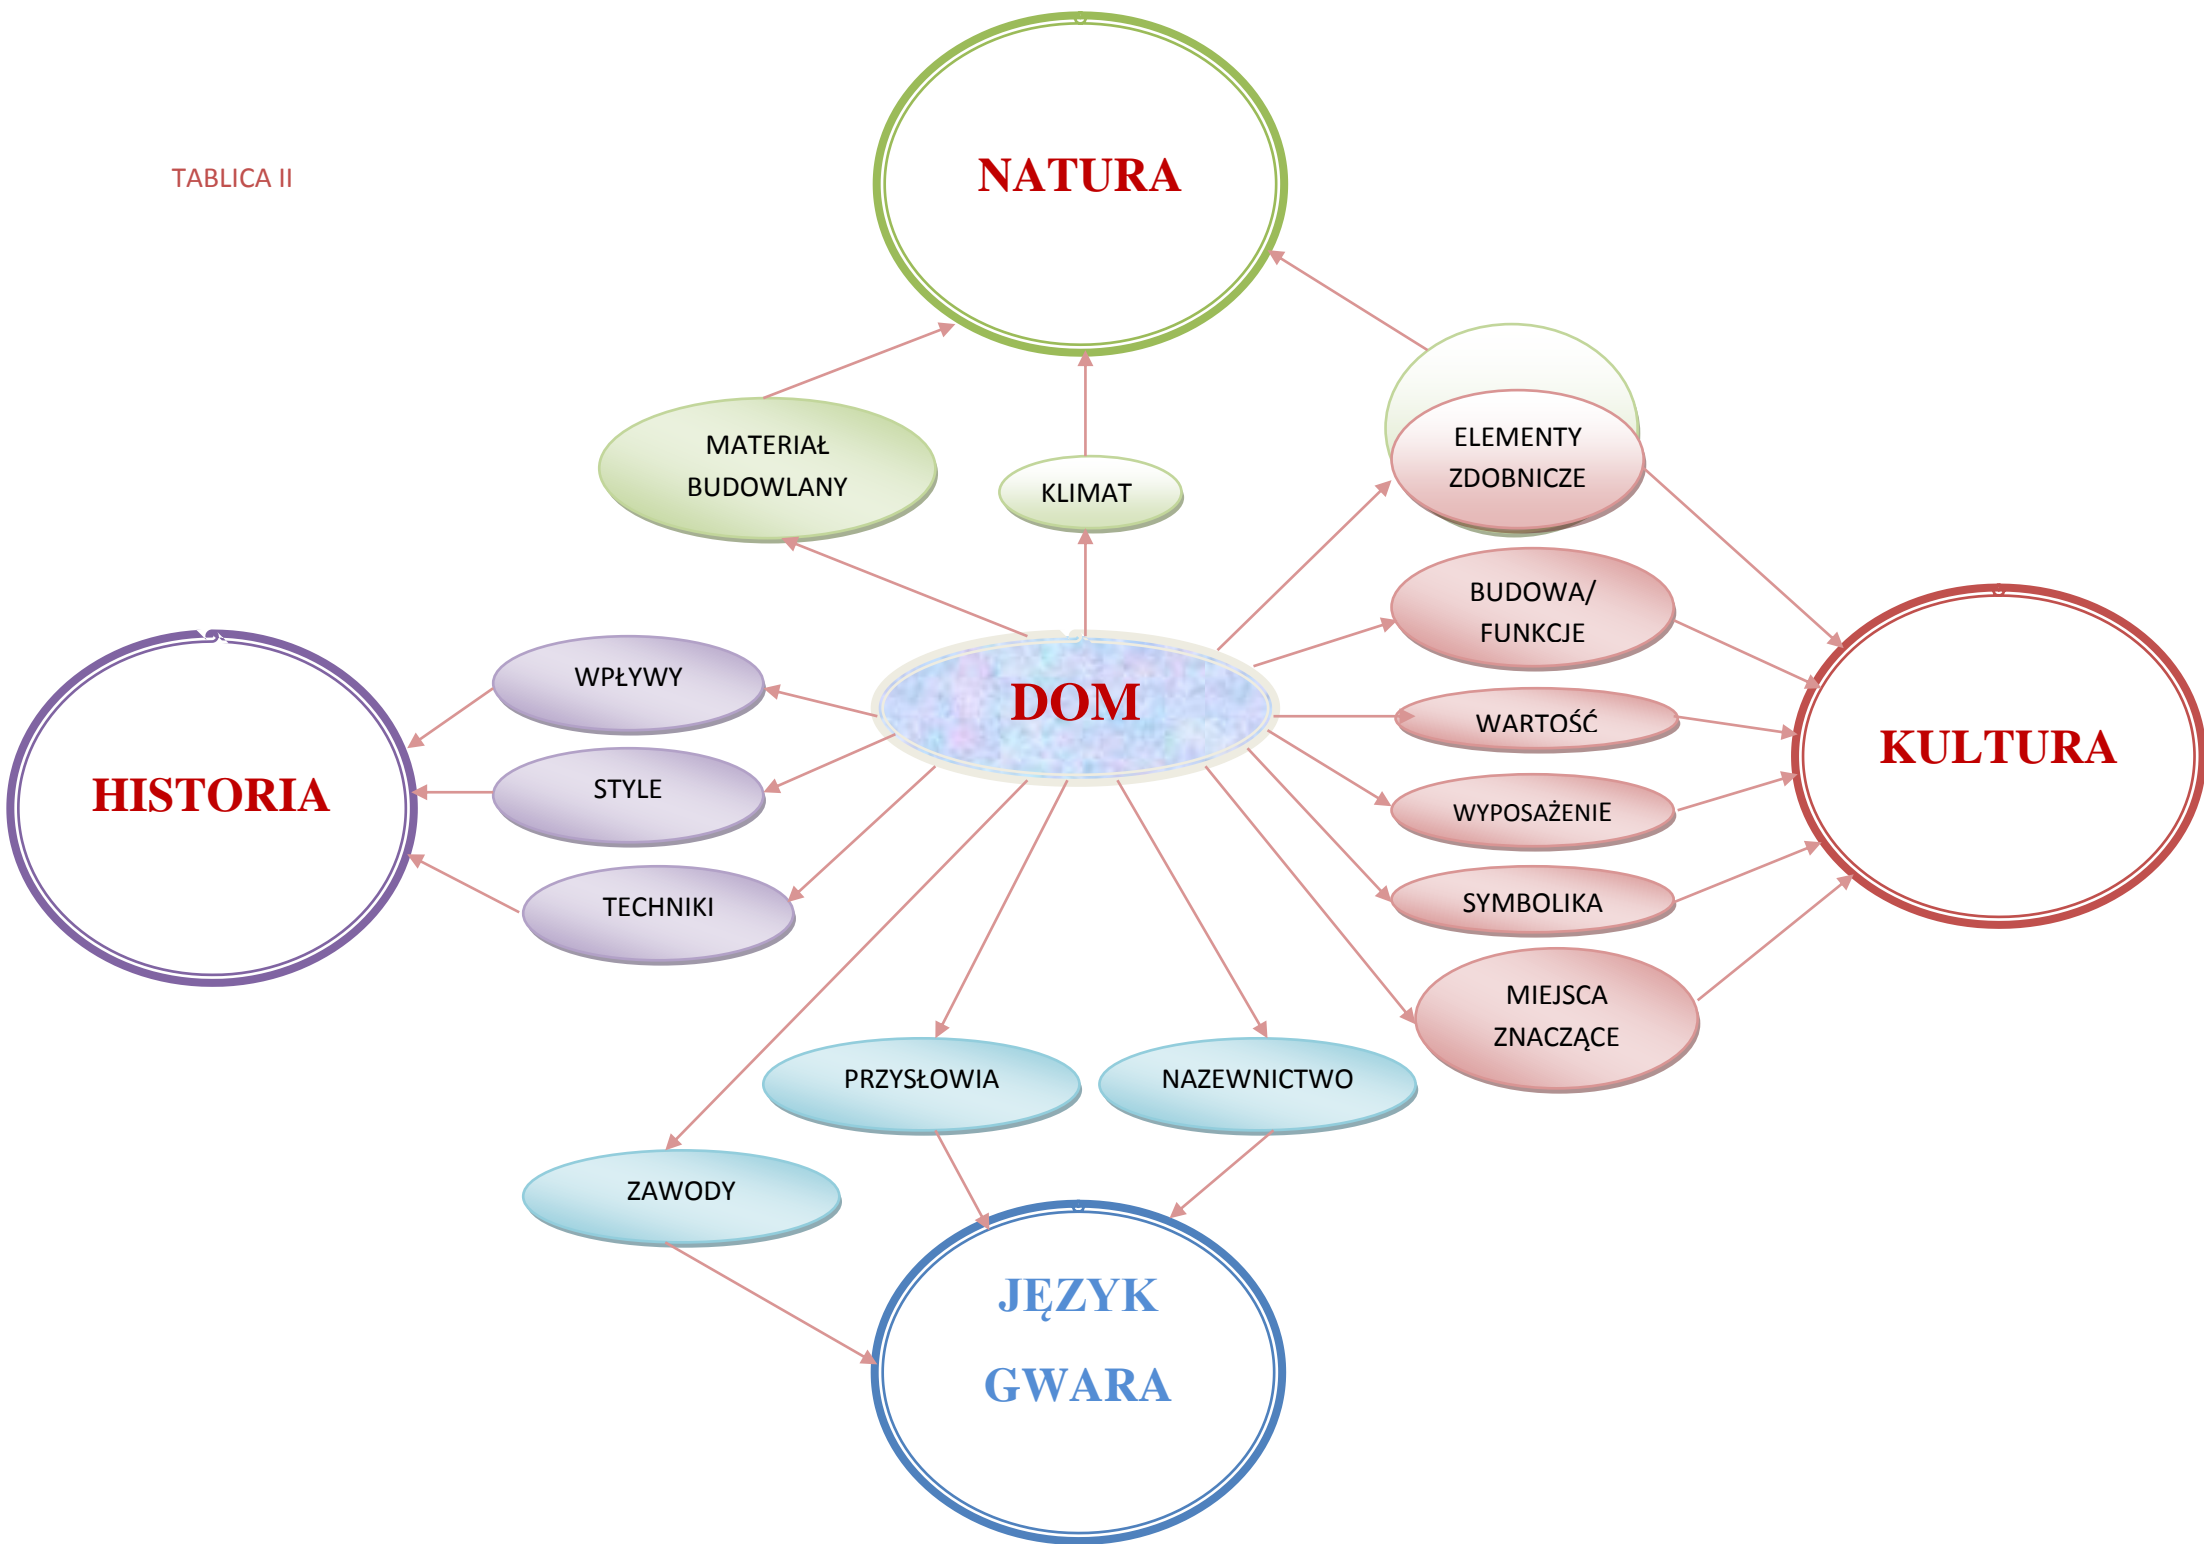 NATURA
TABLICA II
MATERIAŁ
BUDOWLANY
KLIMAT
ELEMENTY
ZDOBNICZE
BUDOWA/
FUNKCJE
WPŁYWY
DOM
WARTOŚĆ
KULTURA
HISTORIA
STYLE
WYPOSAŻENIE
TECHNIKI
SYMBOLIKA
MIEJSCA
ZNACZĄCE
PRZYSŁOWIA
NAZEWNICTWO
ZAWODY
JĘZYK
GWARA